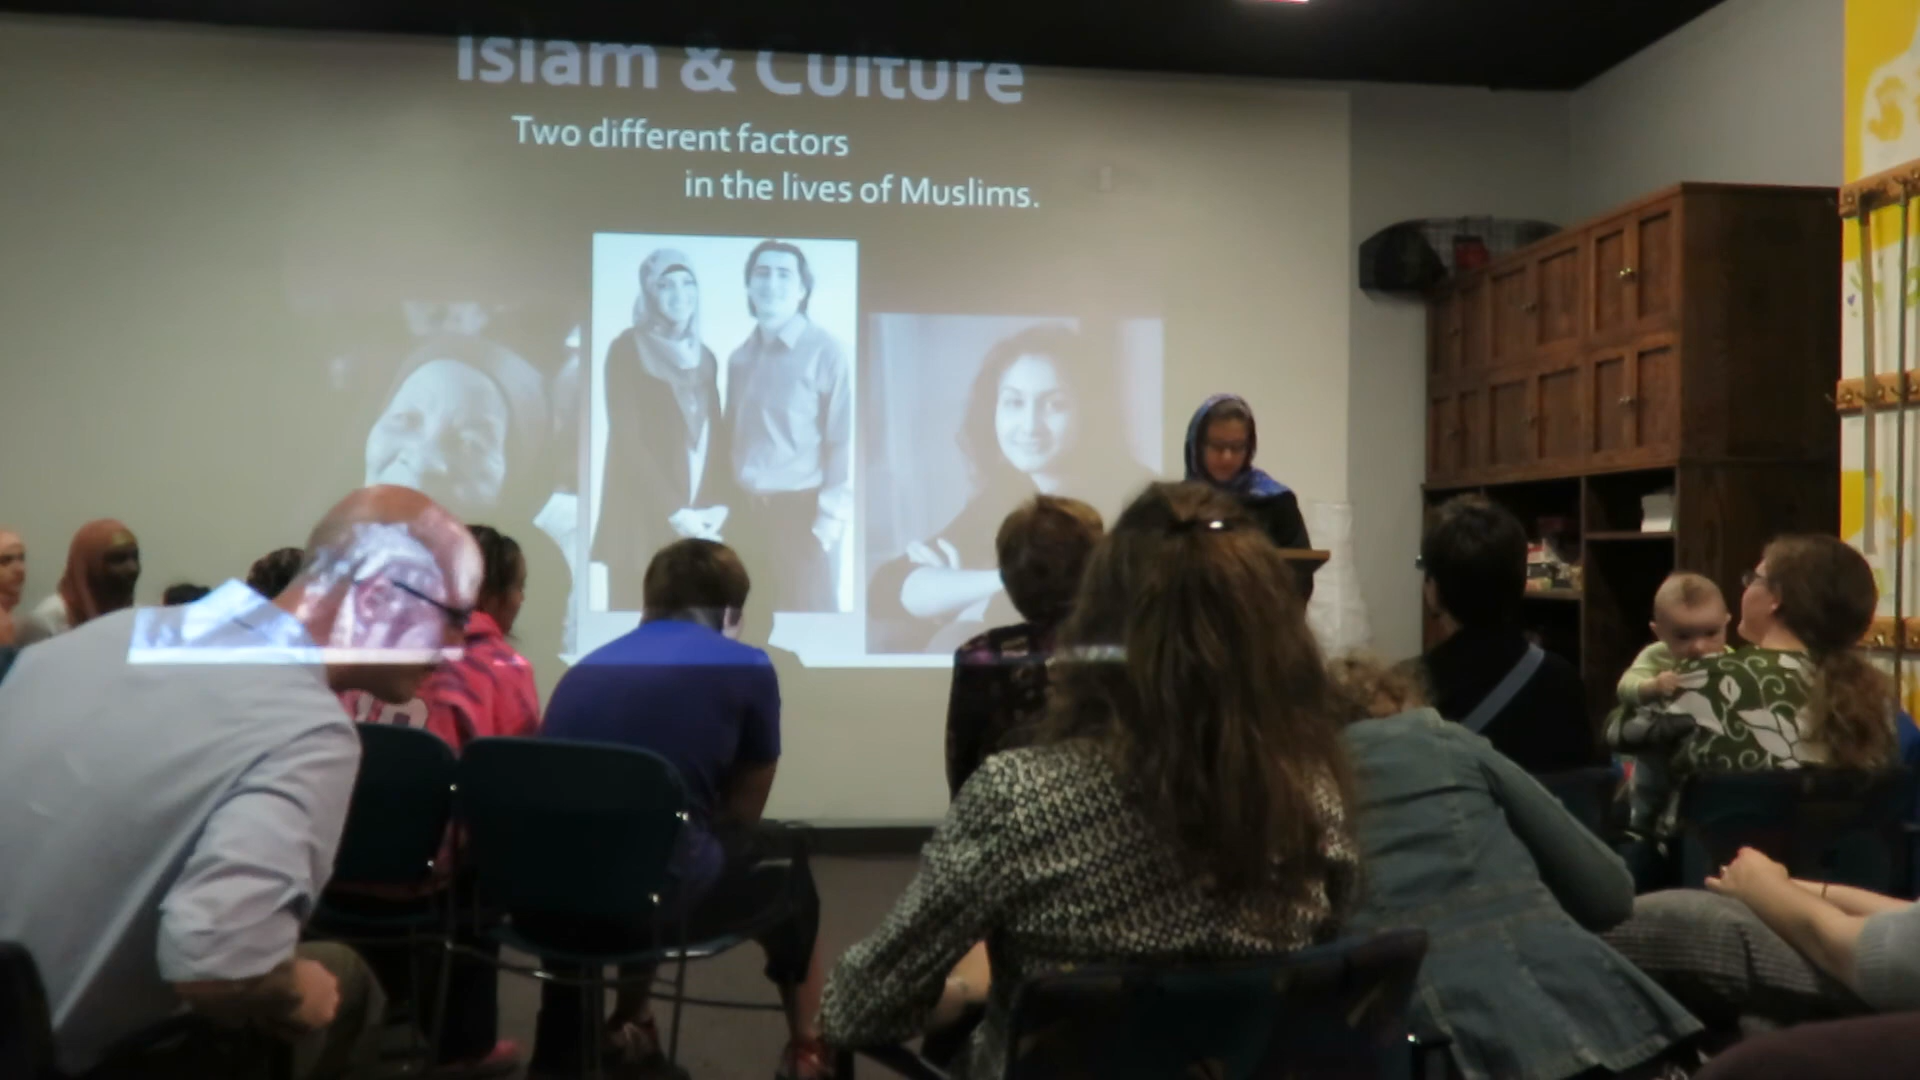 Islam & Culture
Two different factors
in the lives of Muslims.